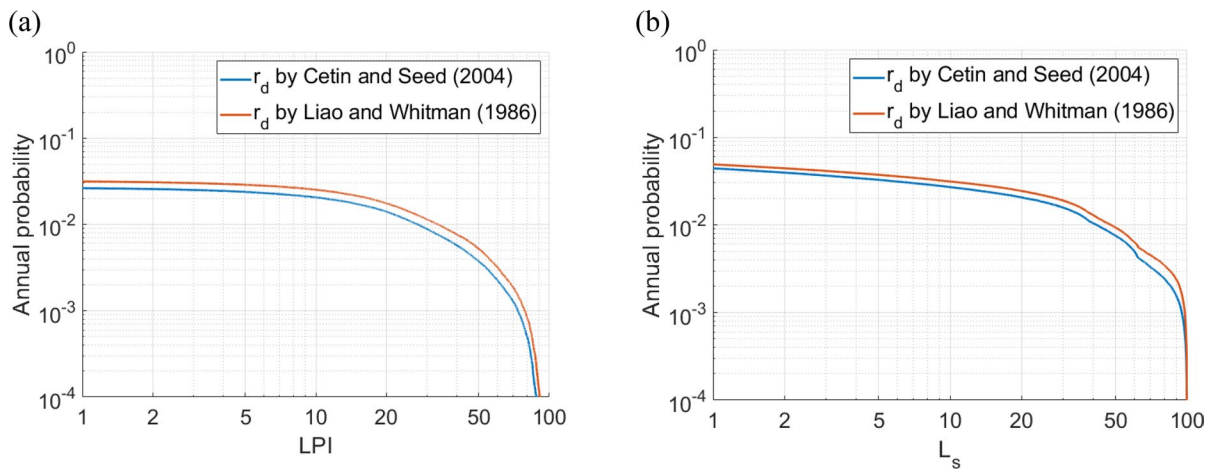 (a)
10^0
10^-1
10^-2
10^-3
10^-4
Annual probability
r_d by Cetin and Seed (2004)
r_d by Liao and Whitman (1986)
1 2 5 10 20 50 100
LPI
(b)
10^0
10^-1
10^-2
10^-3
10^-4
Annual probability
r_d by Cetin and Seed (2004)
r_d by Liao and Whitman (1986)
1 2 5 10 20 50 100
L_s